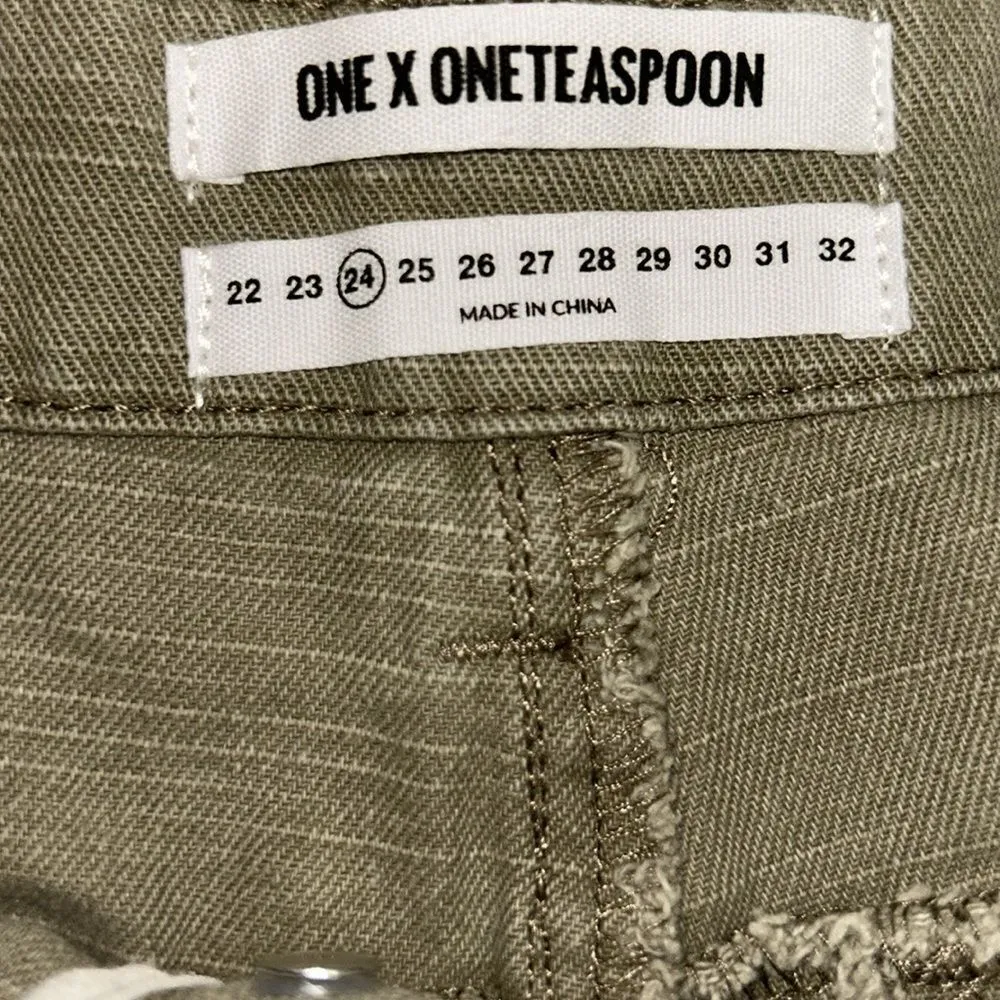 ONE X ONETEASPOON
22 23 24 25 26 27 28 29 30 31 32
MADE IN CHINA